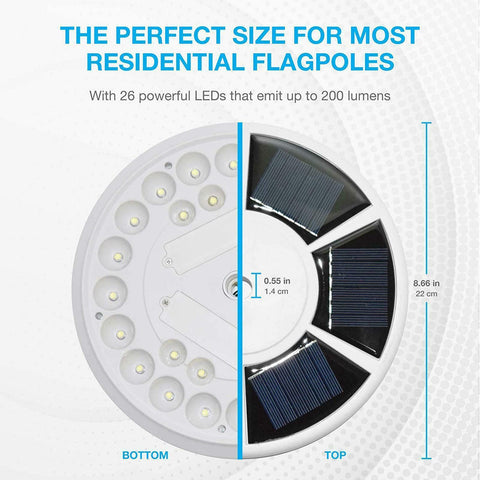 THE PERFECT SIZE FOR MOST
RESIDENTIAL FLAGPOLES
With 26 powerful LEDs that emit up to 200 lumens
0.55 in
1.4 cm
8.66 in
22 cm
BOTTOM
TOP